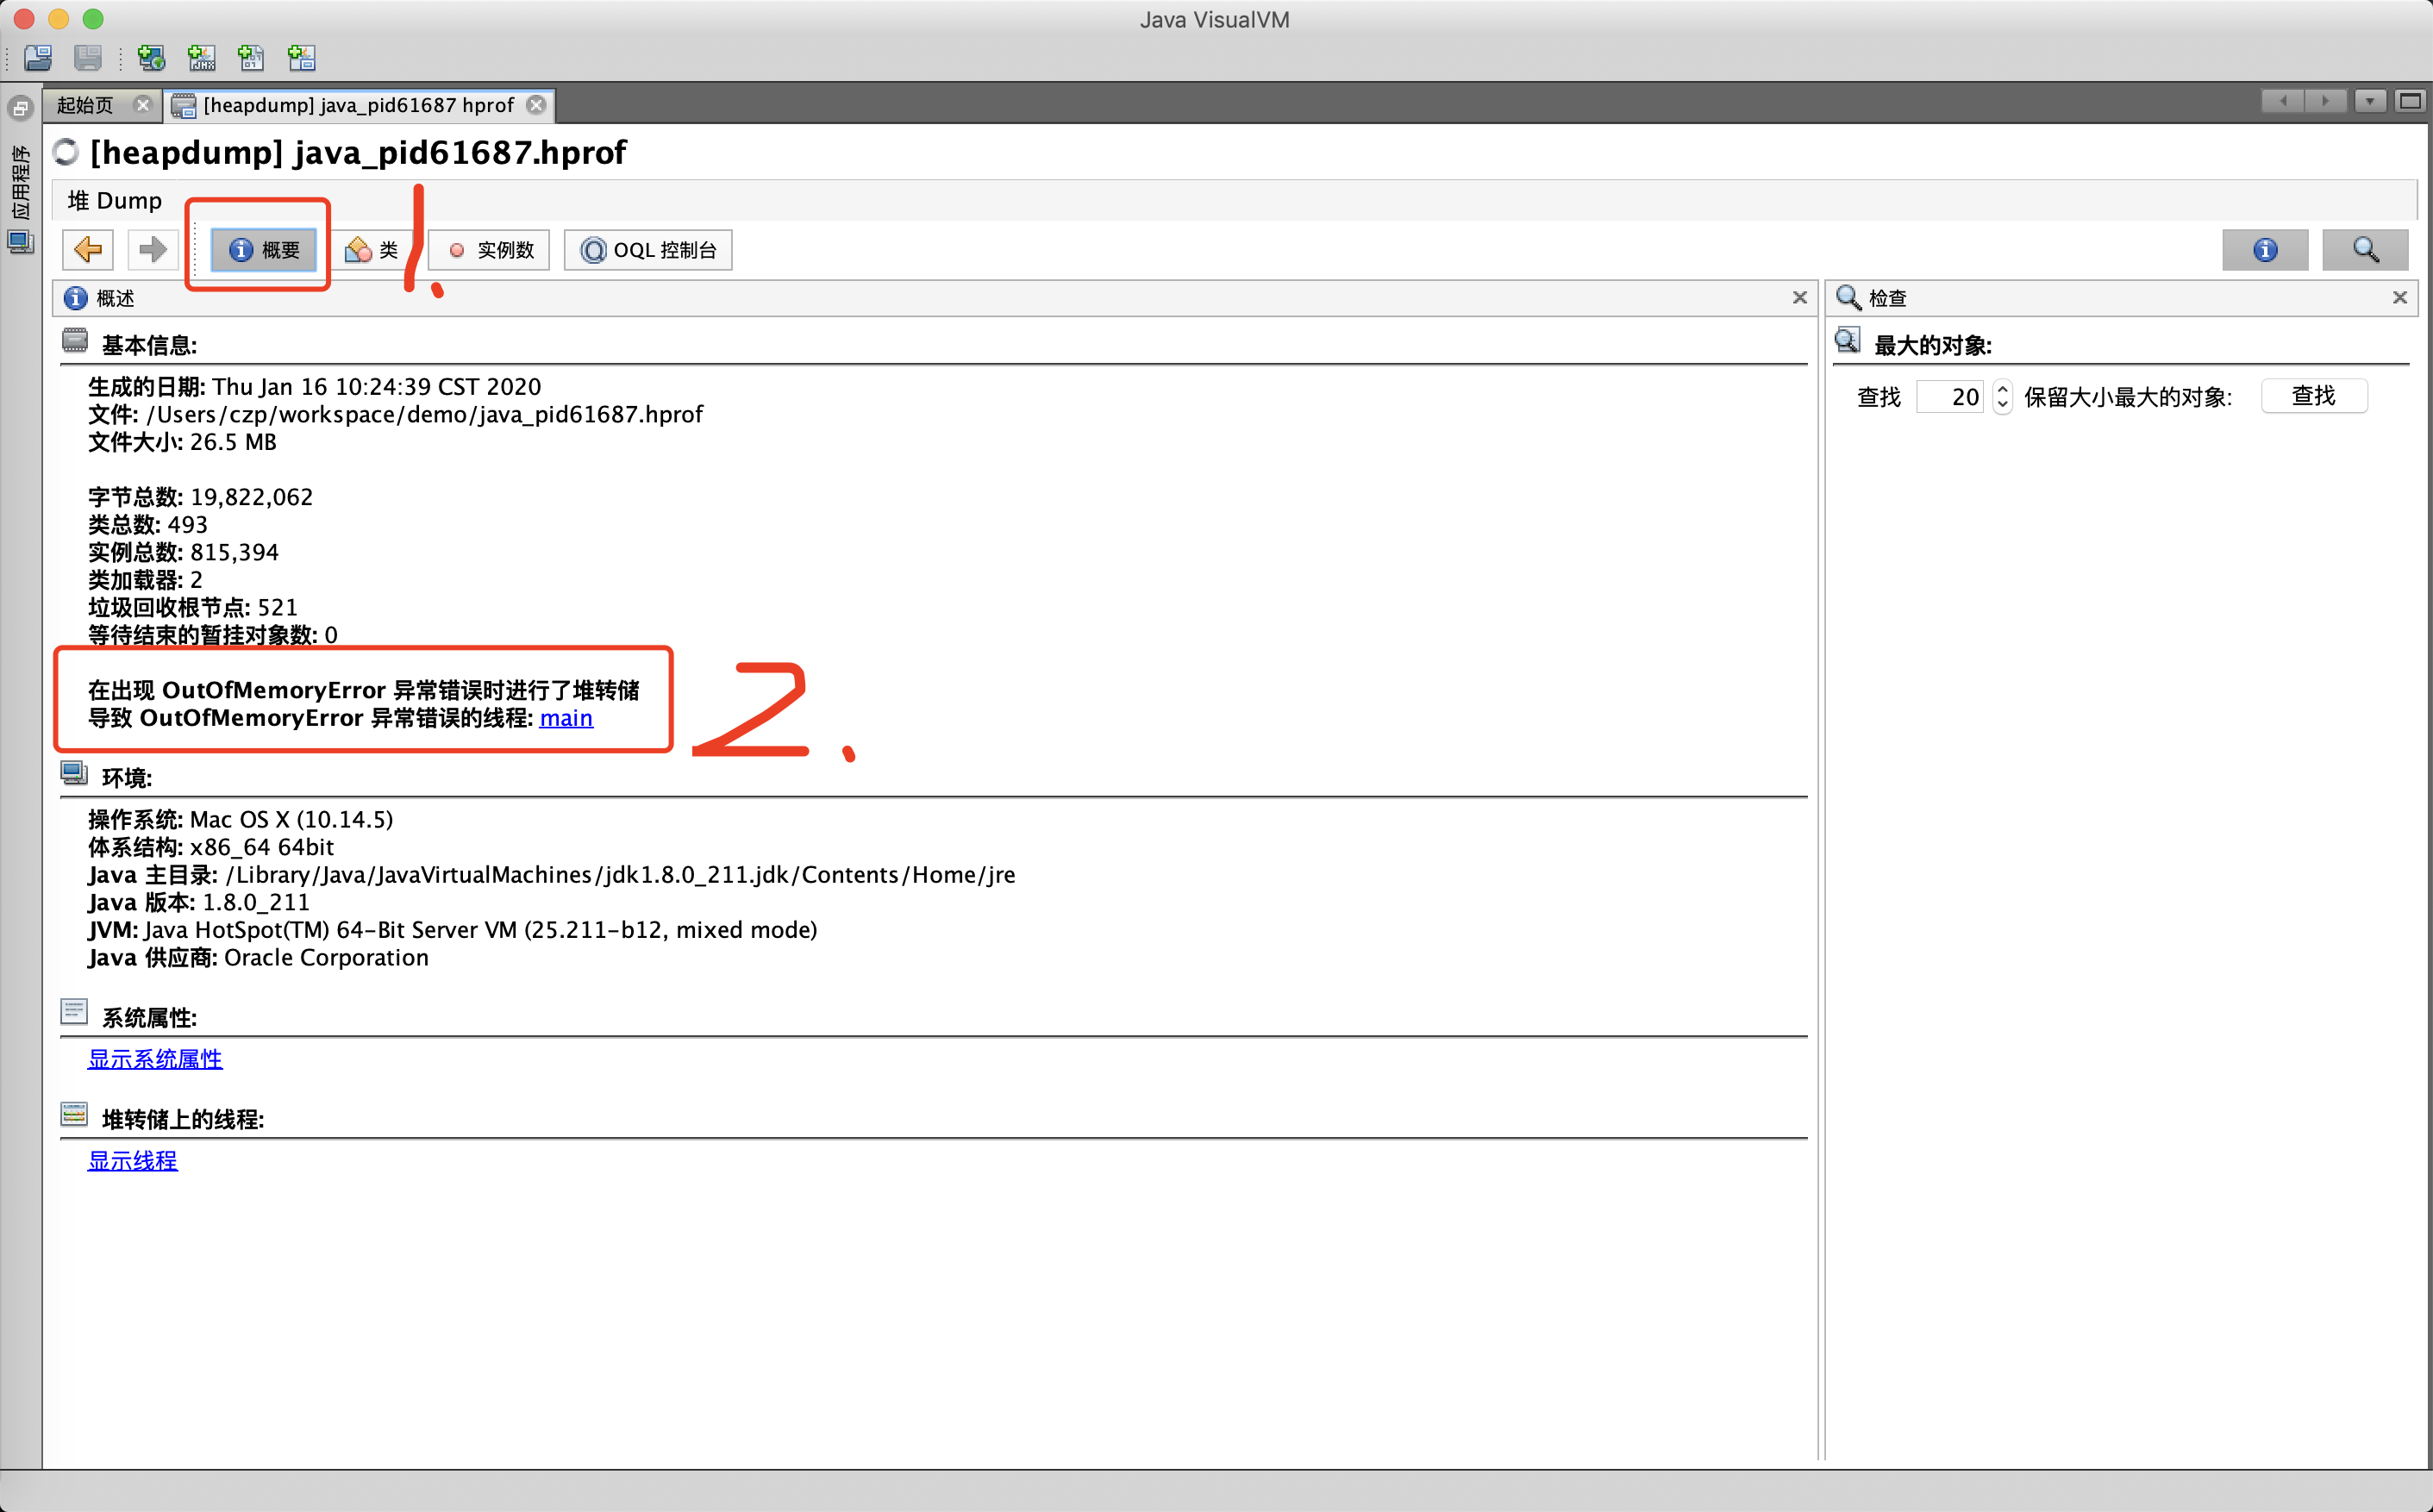 Java VisualVM
起始页
[heapdump] java_pid61687 hprof
应用程序
[heapdump] java_pid61687.hprof
堆 Dump
概要 类 实例数 OQL 控制台
1.
概述
检查
基本信息:
最大的对象:
查找 20 保留大小最大的对象: 查找
生成的日期: Thu Jan 16 10:24:39 CST 2020
文件: /Users/czp/workspace/demo/java_pid61687.hprof
文件大小: 26.5 MB
字节总数: 19,822,062
类总数: 493
实例总数: 815,394
类加载器: 2
垃圾回收根节点: 521
等待结束的暂挂对象数: 0
在出现 OutOfMemoryError 异常错误时进行了堆转储
导致 OutOfMemoryError 异常错误的线程: main
2.
环境:
操作系统: Mac OS X (10.14.5)
体系结构: x86_64 64bit
Java 主目录: /Library/Java/JavaVirtualMachines/jdk1.8.0_211.jdk/Contents/Home/jre
Java 版本: 1.8.0_211
JVM: Java HotSpot(TM) 64-Bit Server VM (25.211-b12, mixed mode)
Java 供应商: Oracle Corporation
系统属性:
显示系统属性
堆转储上的线程:
显示线程